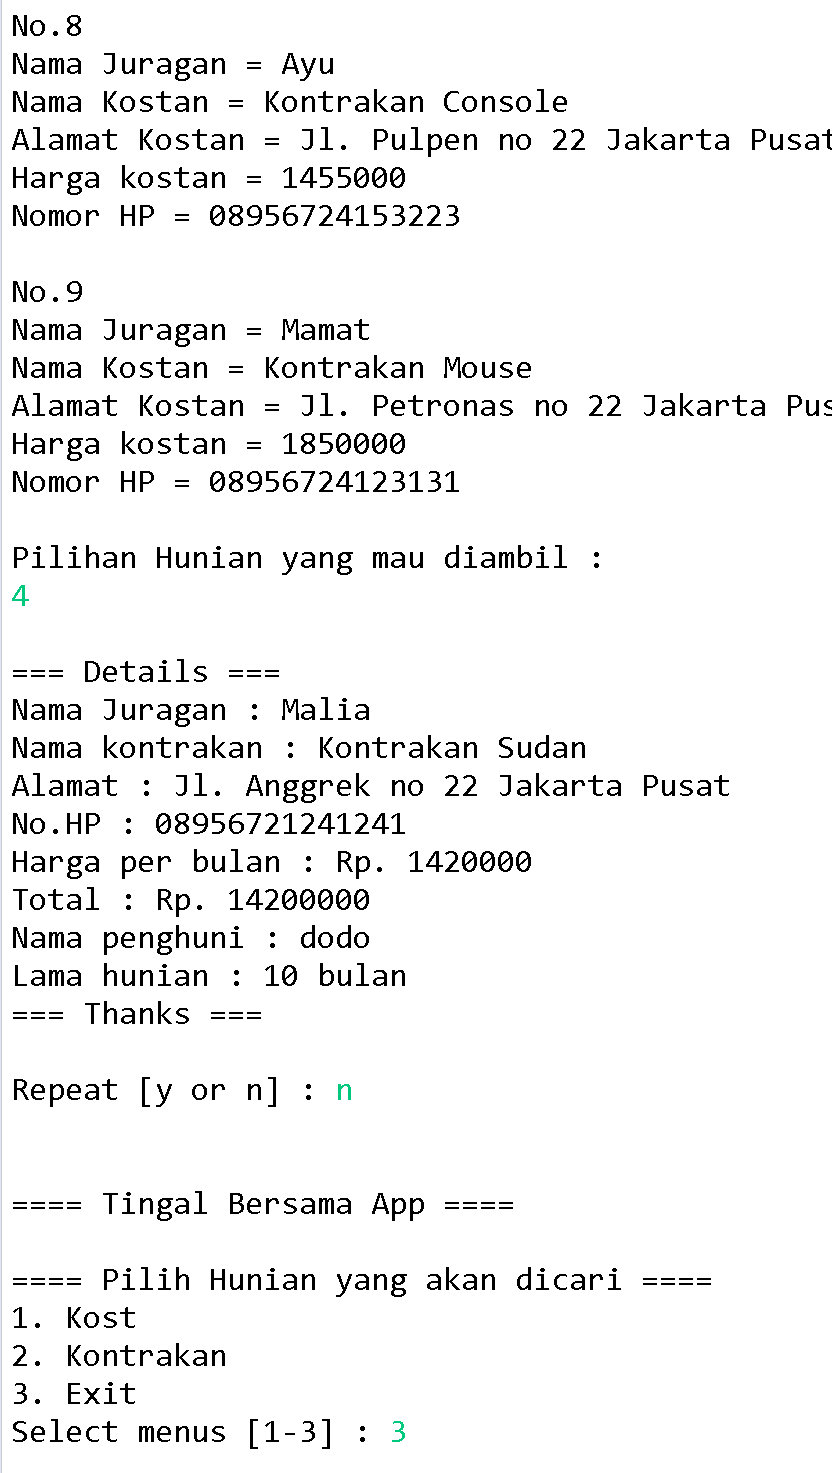 No.8
Nama Juragan = Ayu
Nama Kostan = Kontrakan Console
Alamat Kostan = Jl. Pulpen no 22 Jakarta Pusat
Harga kostan = 1455000
Nomor HP = 08956724153223
No.9
Nama Juragan = Mamat
Nama Kostan = Kontrakan Mouse
Alamat Kostan = Jl. Petronas no 22 Jakarta Pus
Harga kostan = 1850000
Nomor HP = 08956724123131
Pilihan Hunian yang mau diambil :
4
=== Details ===
Nama Juragan : Malia
Nama kontrakan : Kontrakan Sudan
Alamat : Jl. Anggrek no 22 Jakarta Pusat
No.HP : 08956721241241
Harga per bulan : Rp. 1420000
Total : Rp. 14200000
Nama penghuni : dodo
Lama hunian : 10 bulan
=== Thanks ===
Repeat [y or n] : n
==== Tingal Bersama App ====
==== Pilih Hunian yang akan dicari ====
1. Kost
2. Kontrakan
3. Exit
Select menus [1-3] : 3